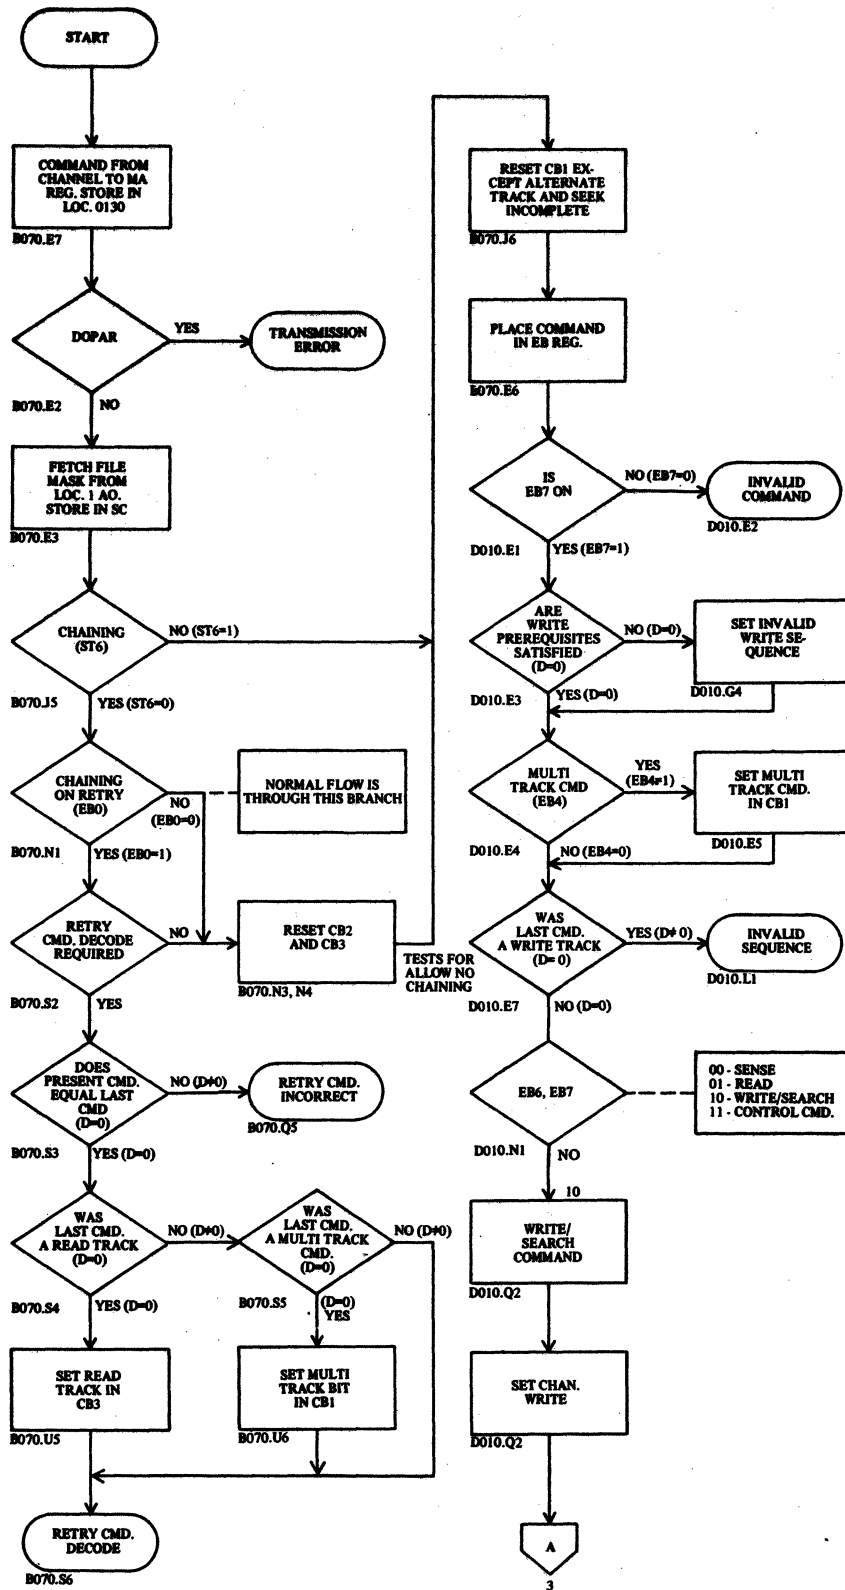 START
COMMAND FROM
CHANNEL TO MA
REG. STORE IN
LOC. 0130
B070.E7
DOPAR
YES
TRANSMISSION
ERROR
B070.E2
NO
FETCH FILE
MASK FROM
LOC. 1 AO.
STORE IN SC
B070.E3
CHAINING
(ST6)
NO (ST6=1)
B070.J5
YES (ST6=0)
CHAINING
ON RETRY
(EB0)
NO
(EB0=0)
NORMAL FLOW IS
THROUGH THIS BRANCH
B070.N1
YES (EB0=1)
RETRY
CMD. DECODE
REQUIRED
NO
RESET CB2
AND CB3
B070.N3, N4
TESTS FOR
ALLOW NO
CHAINING
B070.S2
YES
DOES
PRESENT CMD.
EQUAL LAST
CMD
(D=0)
NO (D≠0)
RETRY CMD.
INCORRECT
B070.Q5
B070.S3
YES (D=0)
WAS
LAST CMD.
A READ TRACK
(D=0)
NO (D≠0)
WAS
LAST CMD.
A MULTI TRACK
CMD.
(D=0)
NO (D≠0)
B070.S4
YES (D=0)
B070.S5
(D=0)
YES
SET READ
TRACK IN
CB3
B070.U5
SET MULTI
TRACK BIT
IN CB1
B070.U6
RETRY CMD.
DECODE
B070.S6
RESET CB1 EX-
CEPT ALTERNATE
TRACK AND SEEK
INCOMPLETE
B070.J6
PLACE COMMAND
IN EB REG.
B070.E6
IS
EB7 ON
NO (EB7=0)
INVALID
COMMAND
D010.E2
D010.E1
YES (EB7=1)
ARE
WRITE
PREREQUISITES
SATISFIED
(D=0)
NO (D=0)
SET INVALID
WRITE SE-
QUENCE
D010.G4
D010.E3
YES (D=0)
MULTI
TRACK CMD
(EB4)
YES
(EB4≠1)
SET MULTI
TRACK CMD.
IN CB1
D010.E5
D010.E4
NO (EB4=0)
WAS
LAST CMD.
A WRITE TRACK
(D= 0)
YES (D≠ 0)
INVALID
SEQUENCE
D010.L1
D010.E7
NO (D=0)
EB6, EB7
00 - SENSE
01 - READ
10 - WRITE/SEARCH
11 - CONTROL CMD.
D010.N1
NO
10
WRITE/
SEARCH
COMMAND
D010.Q2
SET CHAN.
WRITE
D010.Q2
A
3